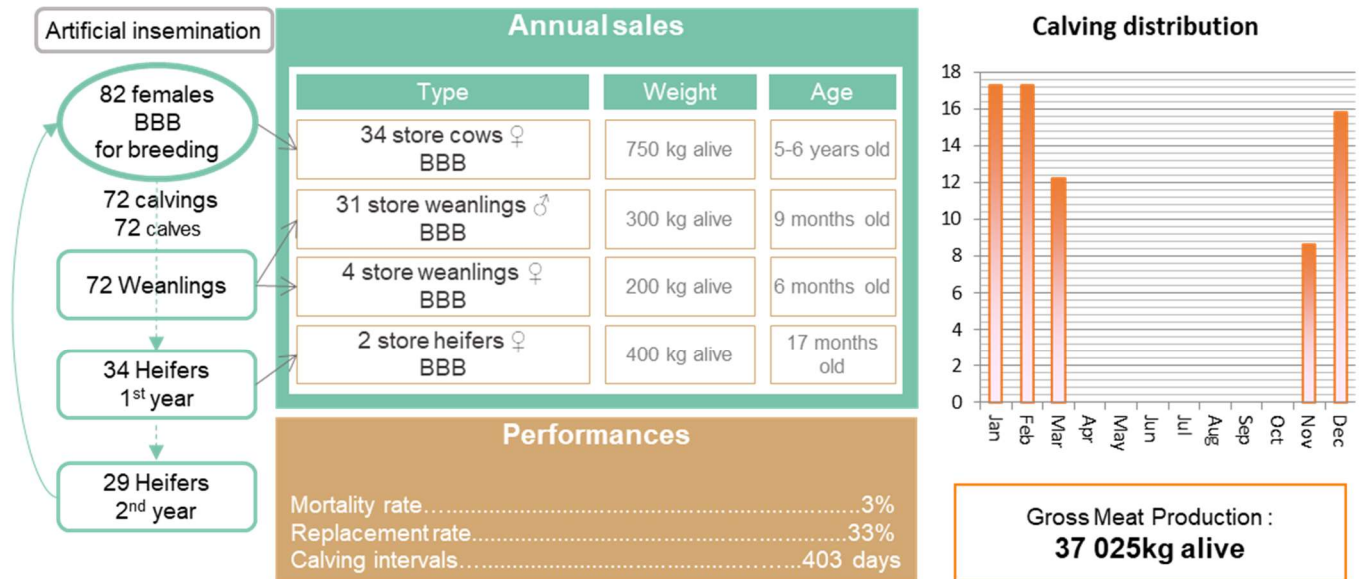 Artificial insemination
82 females
BBB
for breeding
72 calvings
72 calves
72 Weanlings
34 Heifers
1st year
29 Heifers
2nd year
Annual sales
Type
Weight
Age
34 store cows ♀
BBB
750 kg alive
5-6 years old
31 store weanlings ♂
BBB
300 kg alive
9 months old
4 store weanlings ♀
BBB
200 kg alive
6 months old
2 store heifers ♀
BBB
400 kg alive
17 months
old
Performances
Mortality rate….......................................................................3%
Replacement rate................................................................33%
Calving intervals…...................................................403 days
Calving distribution
18
16
14
12
10
8
6
4
2
0
Jan
Feb
Mar
Apr
May
Jun
Jul
Aug
Sep
Oct
Nov
Dec
Gross Meat Production :
37 025kg alive